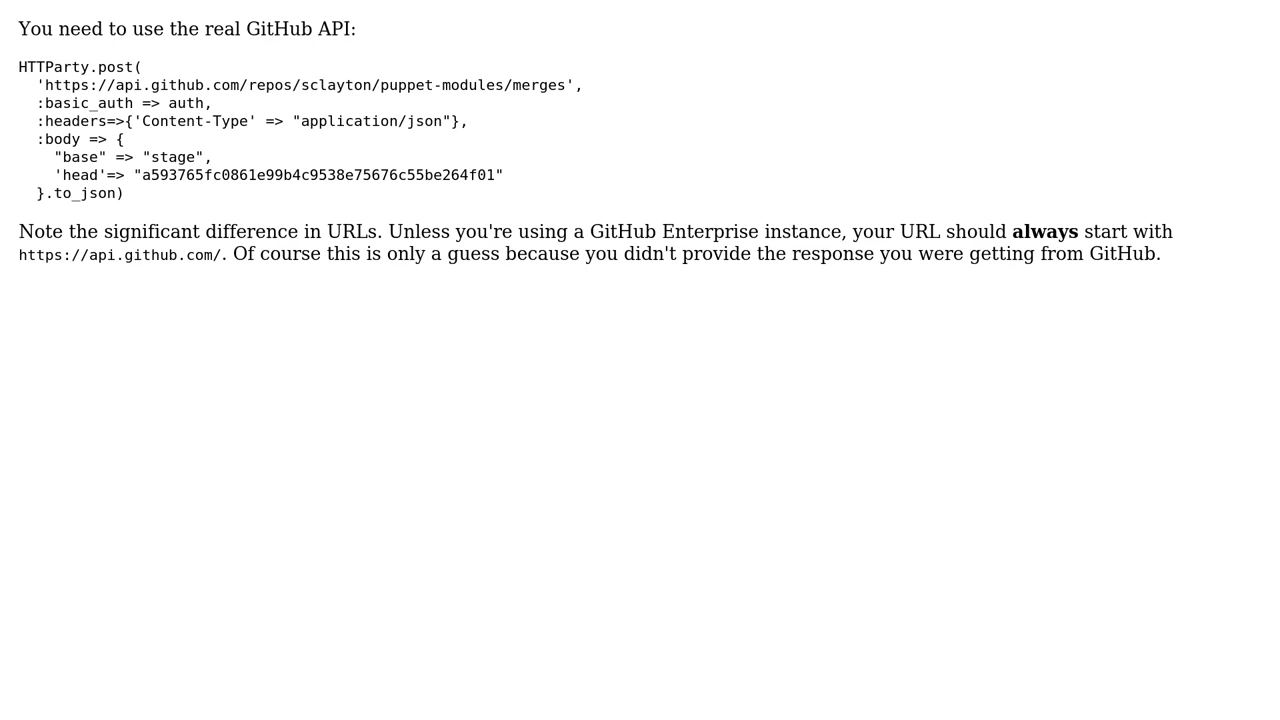 You need to use the real GitHub API:
HTTParty.post(
  'https://api.github.com/repos/sclayton/puppet-modules/merges',
  :basic_auth => auth,
  :headers=>{'Content-Type' => "application/json"},
  :body => {
    "base" => "stage",
    'head'=> "a593765fc0861e99b4c9538e75676c55be264f01"
  }.to_json)
Note the significant difference in URLs. Unless you're using a GitHub Enterprise instance, your URL should always start with
https://api.github.com/. Of course this is only a guess because you didn't provide the response you were getting from GitHub.